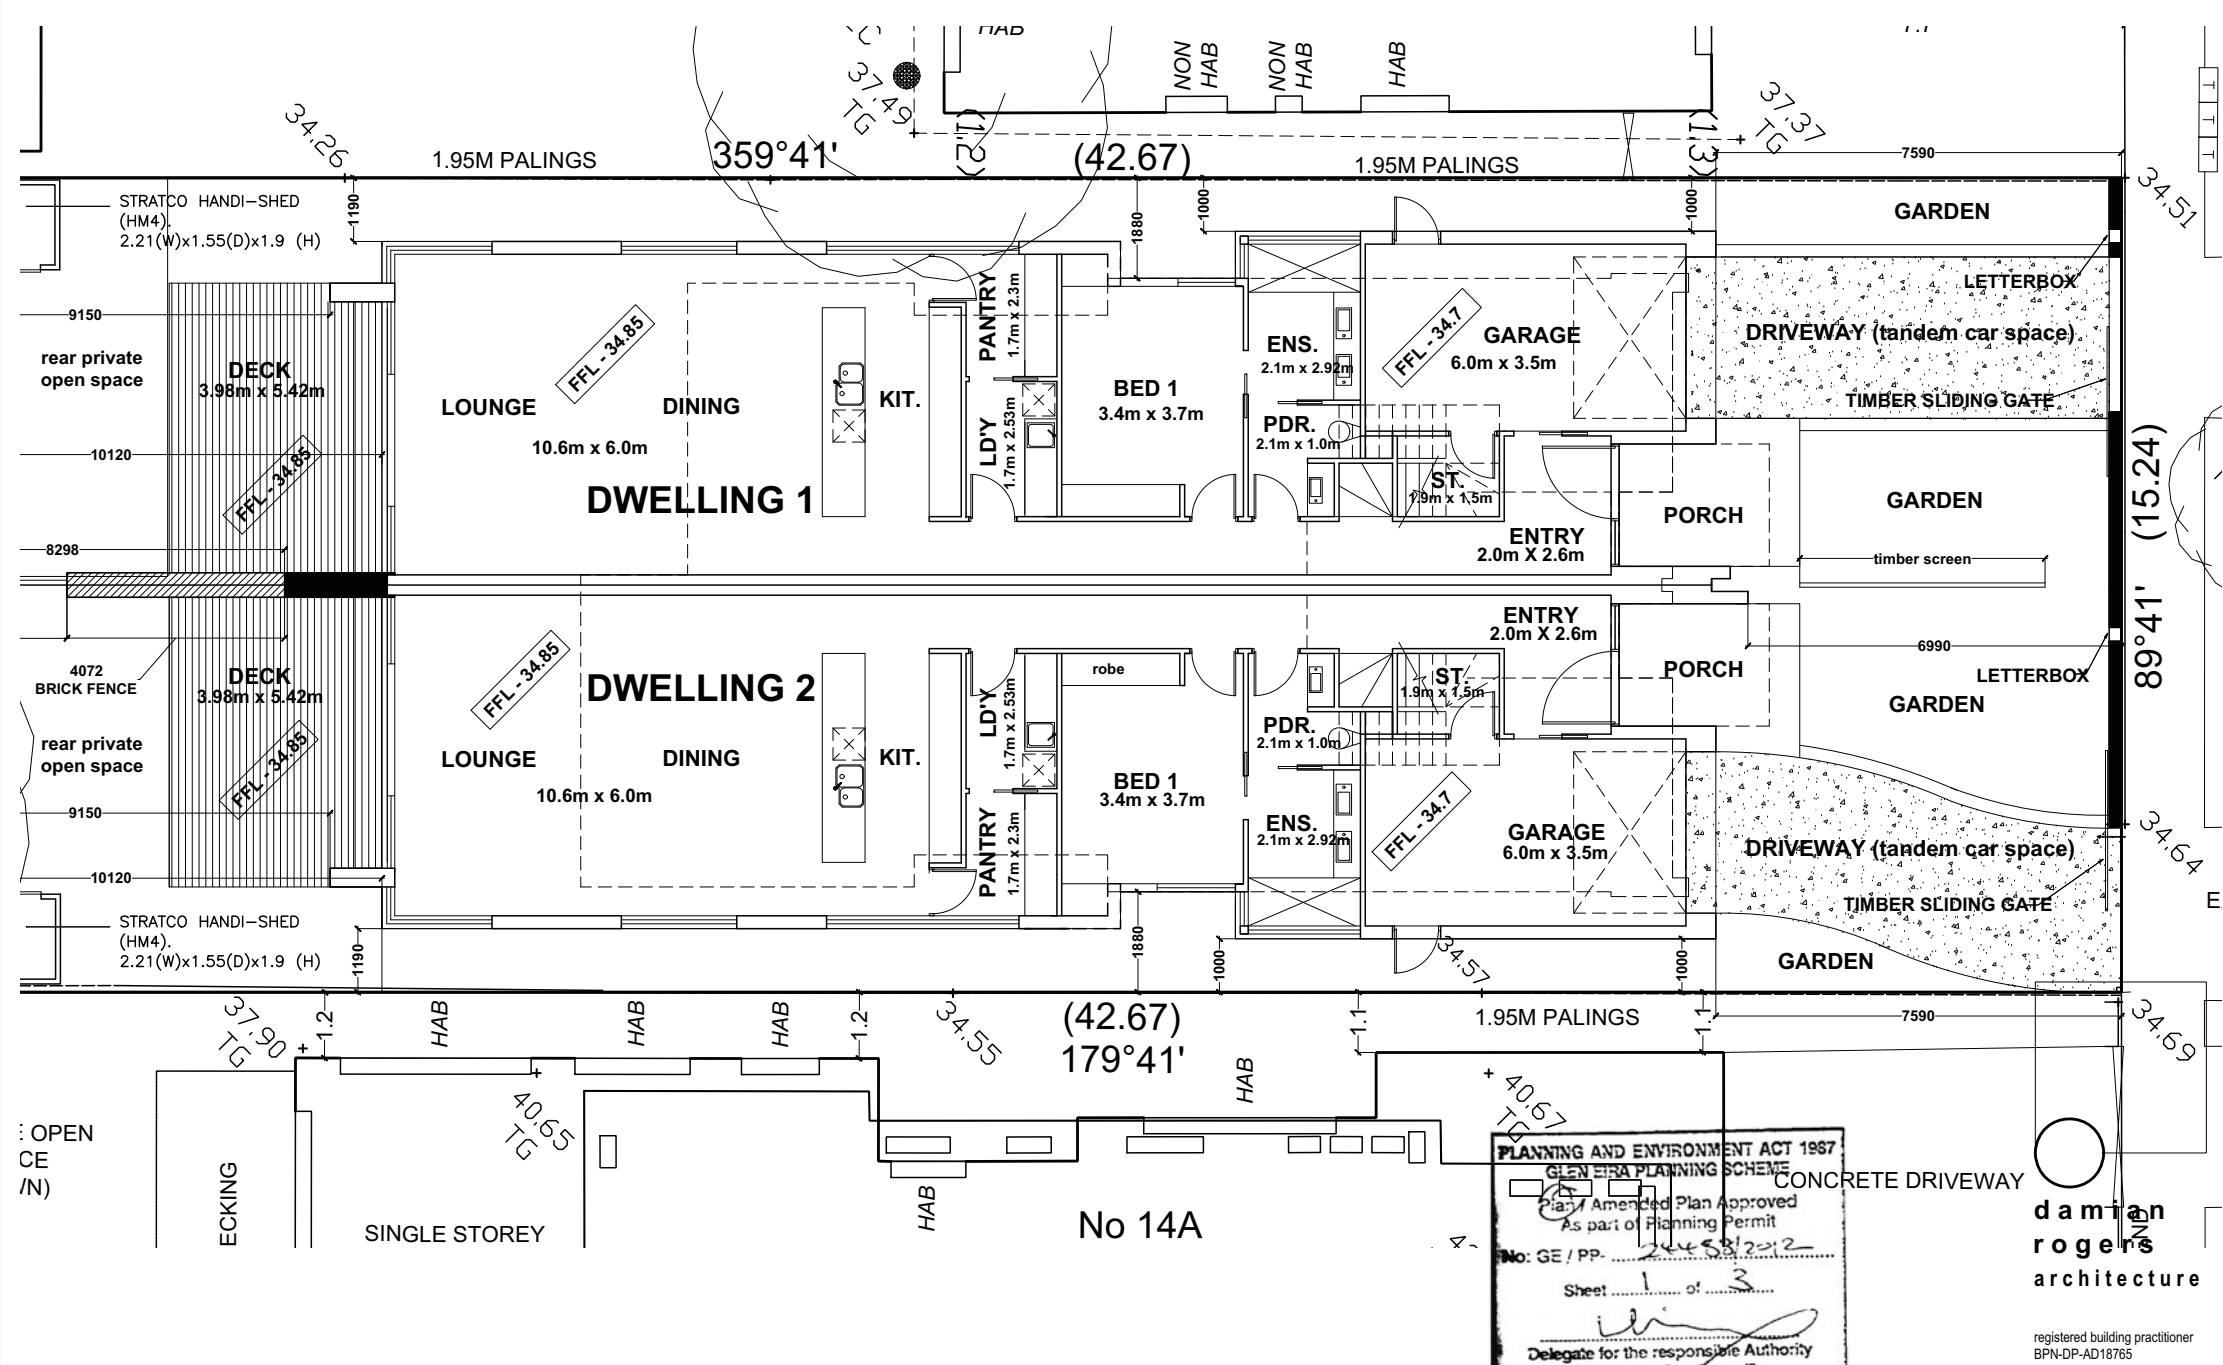 HAB
NON
HAB
NON
HAB
HAB
37.49
TG
(1.2)
(1.3)
37.37
TG
34.26
1.95M PALINGS
359°41'
(42.67)
1.95M PALINGS
7590
34.51
STRATCO HANDI-SHED
(HM4).
2.21(W)x1.55(D)x1.9 (H)
1190
1880
1000
1000
GARDEN
LETTERBOX
9150
rear private
open space
DECK
3.98m x 5.42m
FFL - 34.85
10120
8298
LOUNGE
FFL - 34.85
DINING
10.6m x 6.0m
KIT.
DWELLING 1
PANTRY
1.7m x 2.3m
LD'Y
1.7m x 2.53m
BED 1
3.4m x 3.7m
ENS.
2.1m x 2.92m
PDR.
2.1m x 1.0m
FFL - 34.7
GARAGE
6.0m x 3.5m
ST.
1.9m x 1.5m
ENTRY
2.0m X 2.6m
PORCH
DRIVEWAY (tandem car space)
TIMBER SLIDING GATE
GARDEN
timber screen
(15.24)
89°41'
4072
BRICK FENCE
DECK
3.98m x 5.42m
FFL - 34.85
rear private
open space
9150
10120
FFL - 34.85
DWELLING 2
LOUNGE
DINING
10.6m x 6.0m
KIT.
LD'Y
1.7m x 2.53m
PANTRY
1.7m x 2.3m
robe
BED 1
3.4m x 3.7m
PDR.
2.1m x 1.0m
ENS.
2.1m x 2.92m
ST.
1.9m x 1.5m
ENTRY
2.0m X 2.6m
PORCH
FFL - 34.7
GARAGE
6.0m x 3.5m
6990
LETTERBOX
GARDEN
DRIVEWAY (tandem car space)
TIMBER SLIDING GATE
GARDEN
34.64
STRATCO HANDI-SHED
(HM4).
2.21(W)x1.55(D)x1.9 (H)
1190
1880
1000
34.57
1000
37.90
TG
1.2
HAB
HAB
HAB
1.2
34.55
(42.67)
179°41'
1.1
1.95M PALINGS
1.1
7590
34.69
HAB
40.65
TG
40.67
TG
OPEN
CE
/N)
ECKING
SINGLE STOREY
HAB
No 14A
CONCRETE DRIVEWAY
PLANNING AND ENVIRONMENT ACT 1987
GLEN EIRA PLANNING SCHEME
Plan / Amended Plan Approved
As part of Planning Permit
No: GE / PP- 24453/2012
Sheet 1 of 3
Delegate for the responsible Authority
damian
rogers
architecture
registered building practitioner
BPN-DP-AD18765